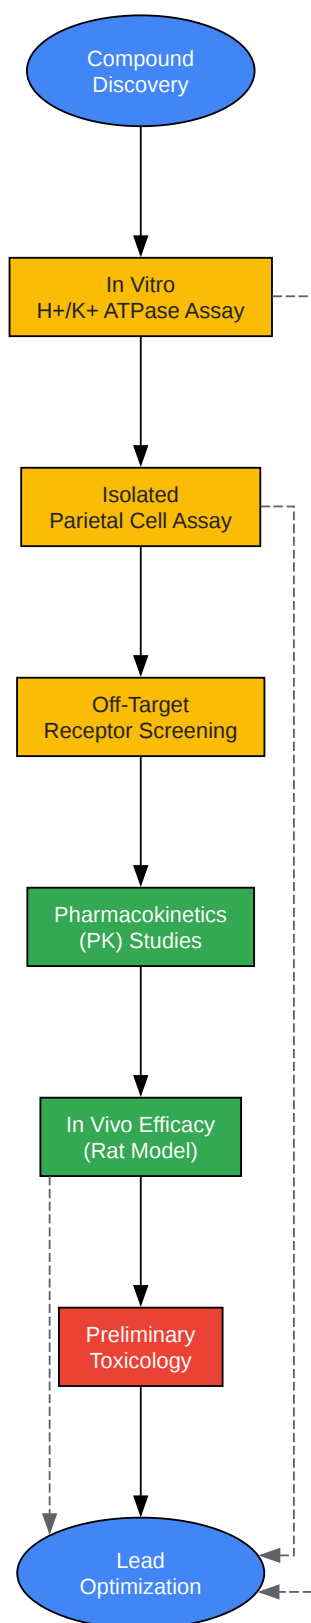 Compound
Discovery
In Vitro
H+/K+ ATPase Assay
Isolated
Parietal Cell Assay
Off-Target
Receptor Screening
Pharmacokinetics
(PK) Studies
In Vivo Efficacy
(Rat Model)
Preliminary
Toxicology
Lead
Optimization